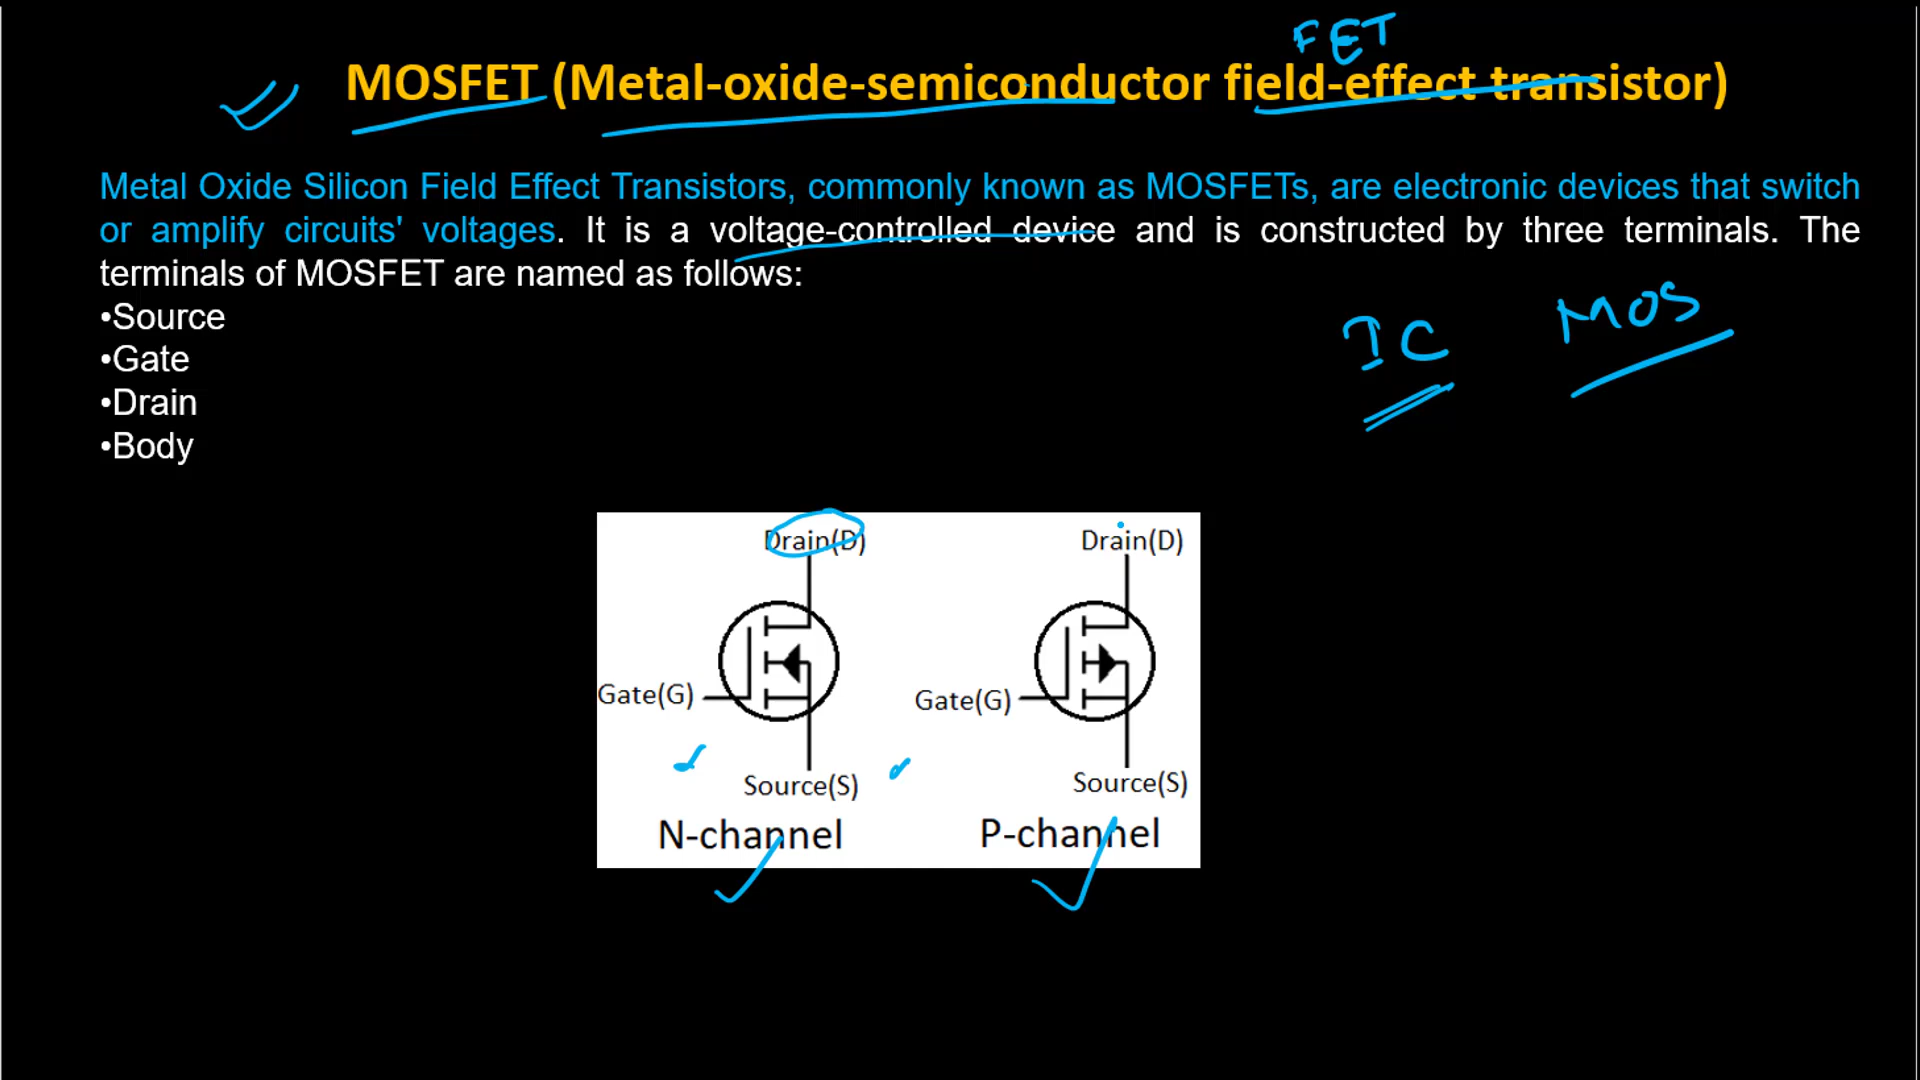 FET
MOSFET (Metal-oxide-semiconductor field-effect transistor)
Metal Oxide Silicon Field Effect Transistors, commonly known as MOSFETs, are electronic devices that switch
or amplify circuits' voltages. It is a voltage-controlled device and is constructed by three terminals. The
terminals of MOSFET are named as follows:
•Source
•Gate
•Drain
•Body
IC MOS
Drain(D) Drain(D)
Gate(G) Gate(G)
Source(S) Source(S)
N-channel P-channel